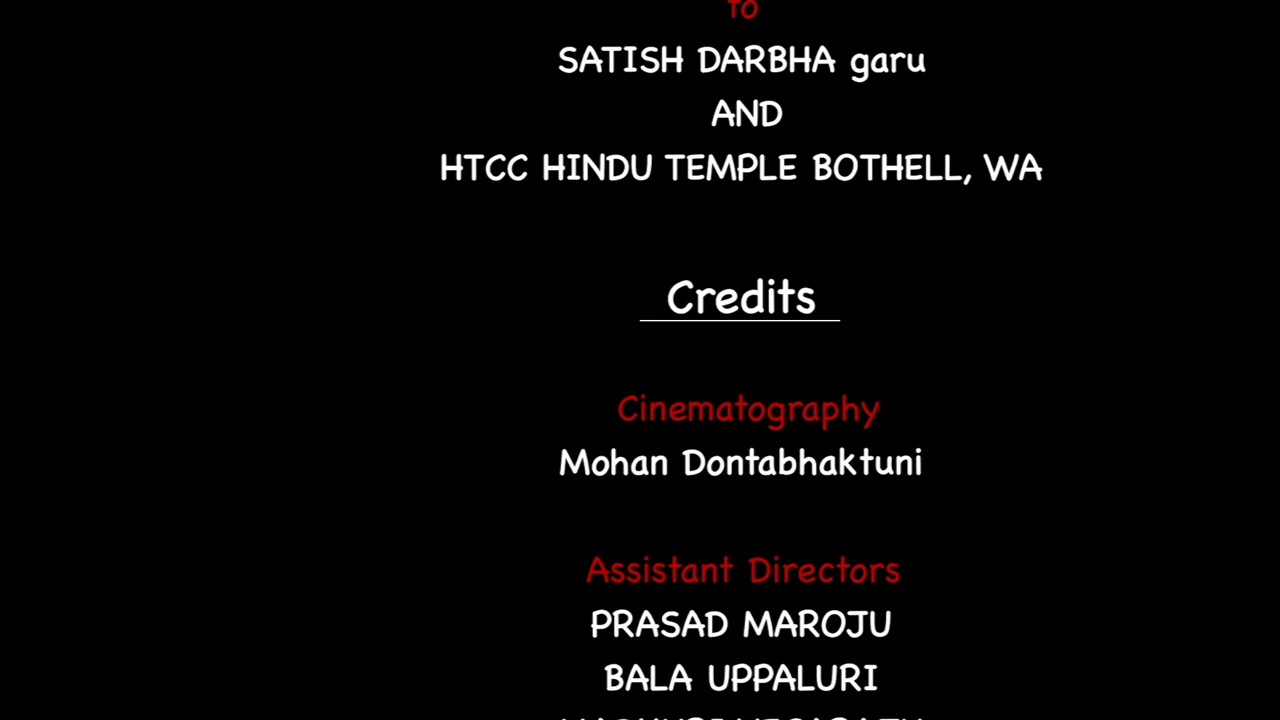 to
SATISH DARBHA garu
AND
HTCC HINDU TEMPLE BOTHELL, WA
Credits
Cinematography
Mohan Dontabhaktuni
Assistant Directors
PRASAD MAROJU
BALA UPPALURI